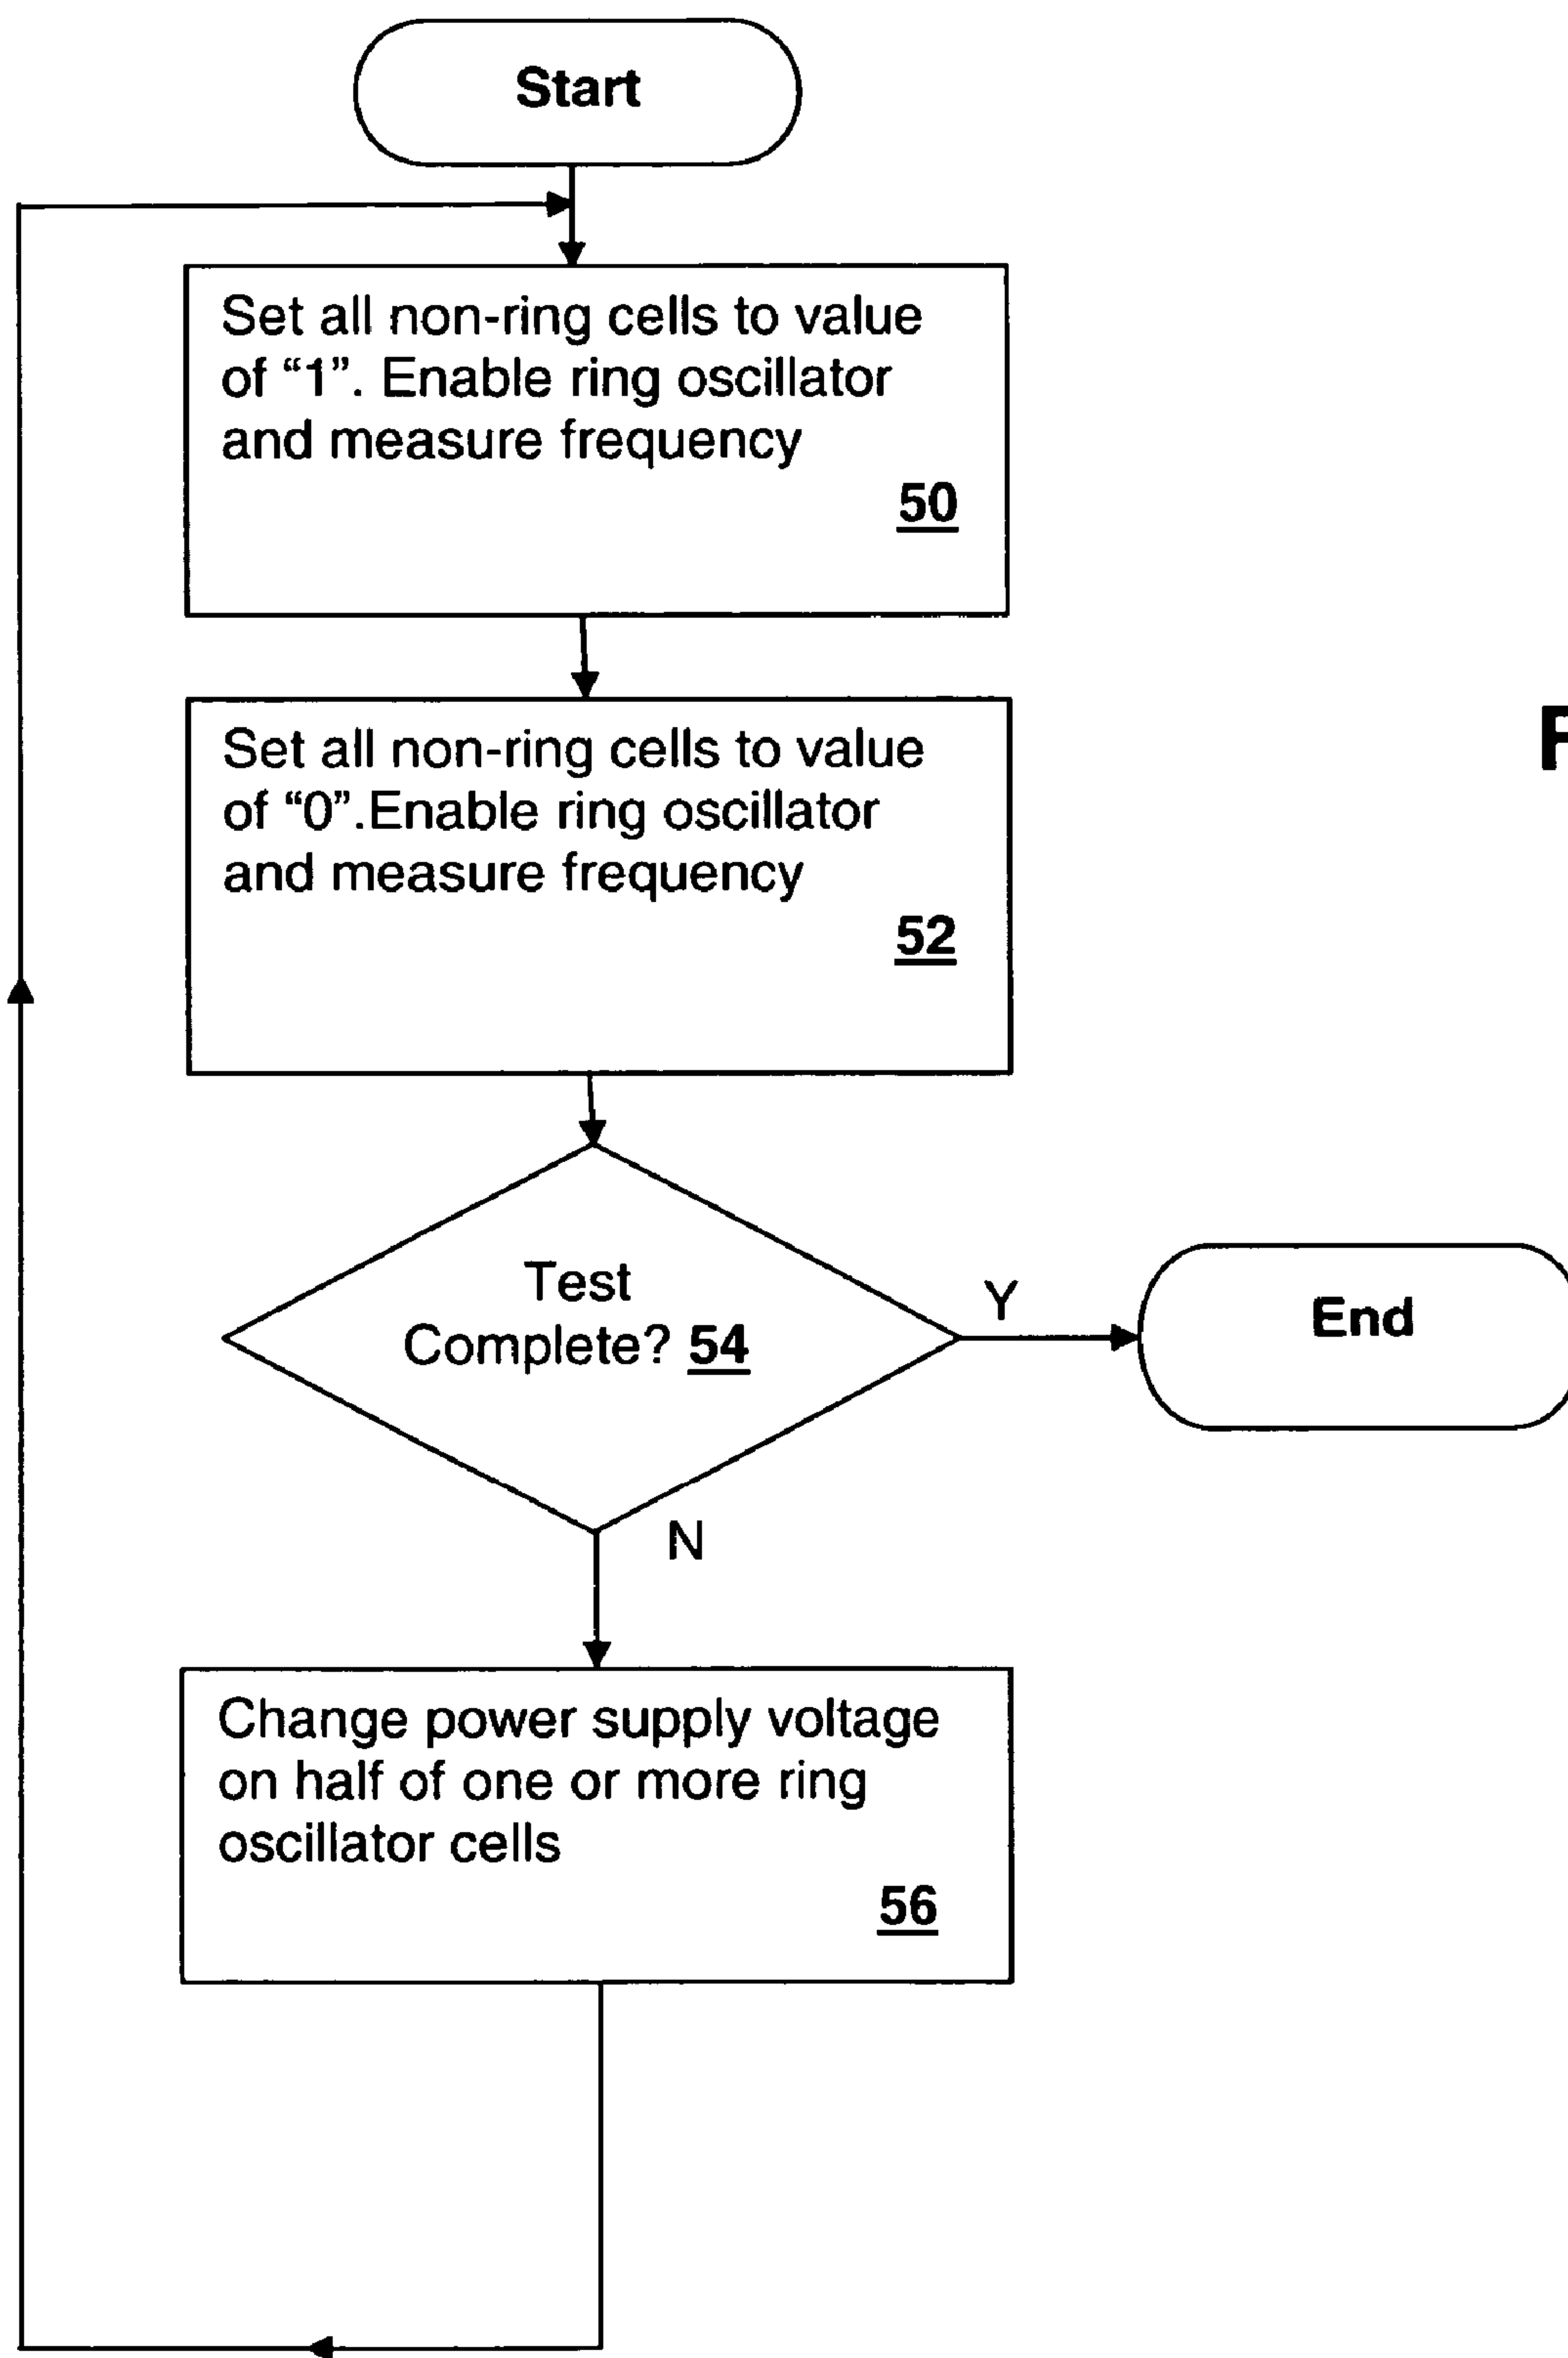 Start
Set all non-ring cells to value
of “1”. Enable ring oscillator
and measure frequency
50
Set all non-ring cells to value
of “0”.Enable ring oscillator
and measure frequency
52
F
Test
Complete? 54
Y
End
N
Change power supply voltage
on half of one or more ring
oscillator cells
56